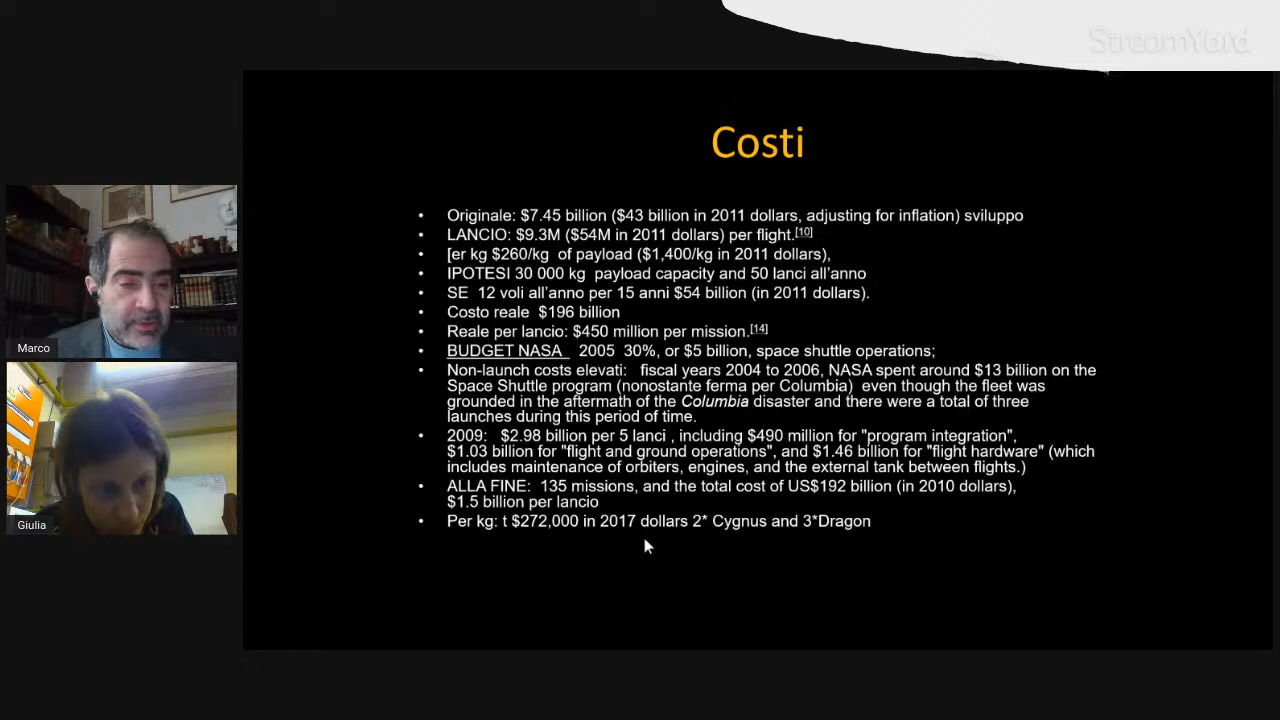 StreamYard
Costi
• Originale: $7.45 billion ($43 billion in 2011 dollars, adjusting for inflation) sviluppo
• LANCIO: $9.3M ($54M in 2011 dollars) per flight.[10]
• [er kg $260/kg of payload ($1,400/kg in 2011 dollars),
• IPOTESI 30 000 kg payload capacity and 50 lanci all'anno
• SE 12 voli all'anno per 15 anni $54 billion (in 2011 dollars).
• Costo reale $196 billion
• Reale per lancio: $450 million per mission.[14]
• BUDGET NASA 2005 30%, or $5 billion, space shuttle operations;
• Non-launch costs elevati: fiscal years 2004 to 2006, NASA spent around $13 billion on the
Space Shuttle program (nonostante ferma per Columbia) even though the fleet was
grounded in the aftermath of the Columbia disaster and there were a total of three
launches during this period of time.
• 2009: $2.98 billion per 5 lanci , including $490 million for "program integration",
$1.03 billion for "flight and ground operations", and $1.46 billion for "flight hardware" (which
includes maintenance of orbiters, engines, and the external tank between flights.)
• ALLA FINE: 135 missions, and the total cost of US$192 billion (in 2010 dollars),
$1.5 billion per lancio
• Per kg: t $272,000 in 2017 dollars 2* Cygnus and 3*Dragon
Marco
Giulia